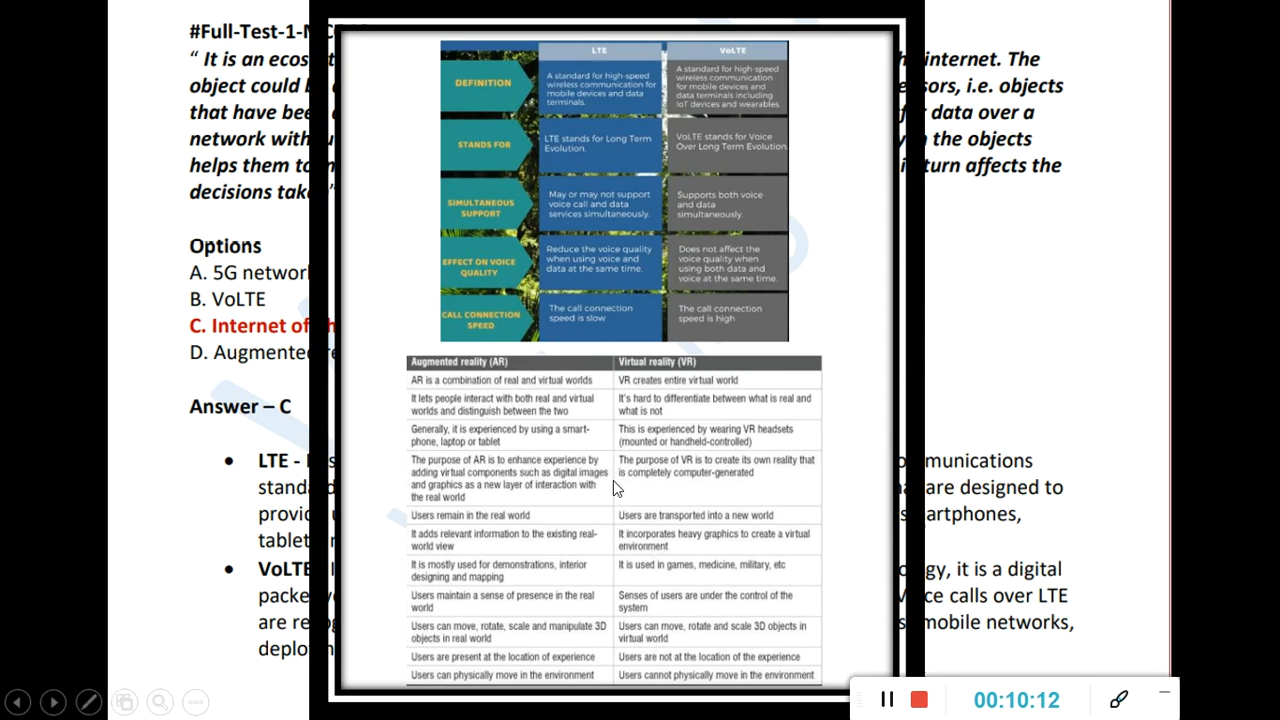 #Full-Test-1-M
“ It is an ecos
he internet. The
object could b
sors, i.e. objects
that have bee
r data over a
network with
the objects
helps them to
turn affects the
decisions take
”
Options
A. 5G networ
B. VoLTE
C. Internet of
D. Augmented re
Answer – C
LTE -
mmunications
standa
are designed to
provid
artphones,
tablet
VoLTE
ology, it is a digital
packe
ce calls over LTE
are re
mobile networks,
deplo
LTE
VoLTE
DEFINITION
A standard for high-speed
wireless communication for
mobile devices and data
terminals.
A standard for high-speed
wireless communication
for mobile devices and
data terminals including
IoT devices and wearables.
STANDS FOR
LTE stands for Long Term
Evolution.
VoLTE stands for Voice
Over Long Term Evolution.
SIMULTANEOUS
SUPPORT
May or may not support
voice call and data
services simultaneously.
Supports both voice
and data
simultaneously.
EFFECT ON VOICE
QUALITY
Reduce the voice quality
when using voice and
data at the same time.
Does not affect the
voice quality when
using both data and
voice at the same time.
CALL CONNECTION
SPEED
The call connection
speed is slow
The call connection
speed is high
Augmented reality (AR)
Virtual reality (VR)
AR is a combination of real and virtual worlds
VR creates entire virtual world
It lets people interact with both real and virtual
worlds and distinguish between the two
It's hard to differentiate between what is real and
what is not
Generally, it is experienced by using a smart-
phone, laptop or tablet
This is experienced by wearing VR headsets
(mounted or handheld-controlled)
The purpose of AR is to enhance experience by
adding virtual components such as digital images
and graphics as a new layer of interaction with
the real world
The purpose of VR is to create its own reality that
is completely computer-generated
Users remain in the real world
Users are transported into a new world
It adds relevant information to the existing real-
world view
It incorporates heavy graphics to create a virtual
environment
It is mostly used for demonstrations, interior
designing and mapping
It is used in games, medicine, military, etc
Users maintain a sense of presence in the real
world
Senses of users are under the control of the
system
Users can move, rotate, scale and manipulate 3D
objects in real world
Users can move, rotate and scale 3D objects in
virtual world
Users are present at the location of experience
Users are not at the location of the experience
Users can physically move in the environment
Users cannot physically move in the environment
00:10:12